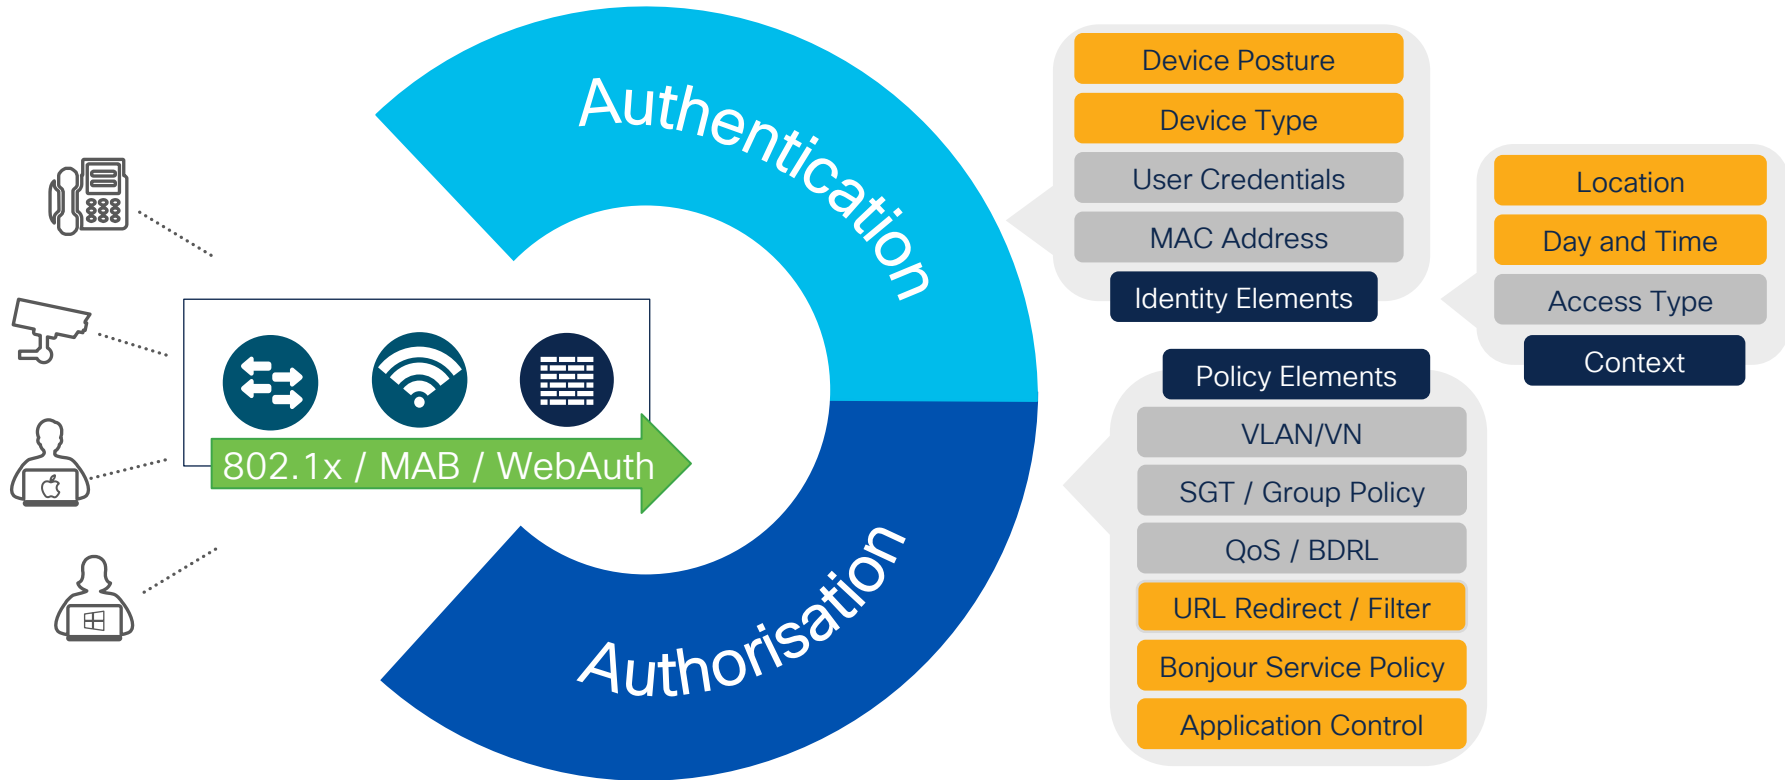 Authentication
Authorisation
802.1x / MAB / WebAuth
Device Posture
Device Type
User Credentials
MAC Address
Identity Elements
Location
Day and Time
Access Type
Context
Policy Elements
VLAN/VN
SGT / Group Policy
QoS / BDRL
URL Redirect / Filter
Bonjour Service Policy
Application Control